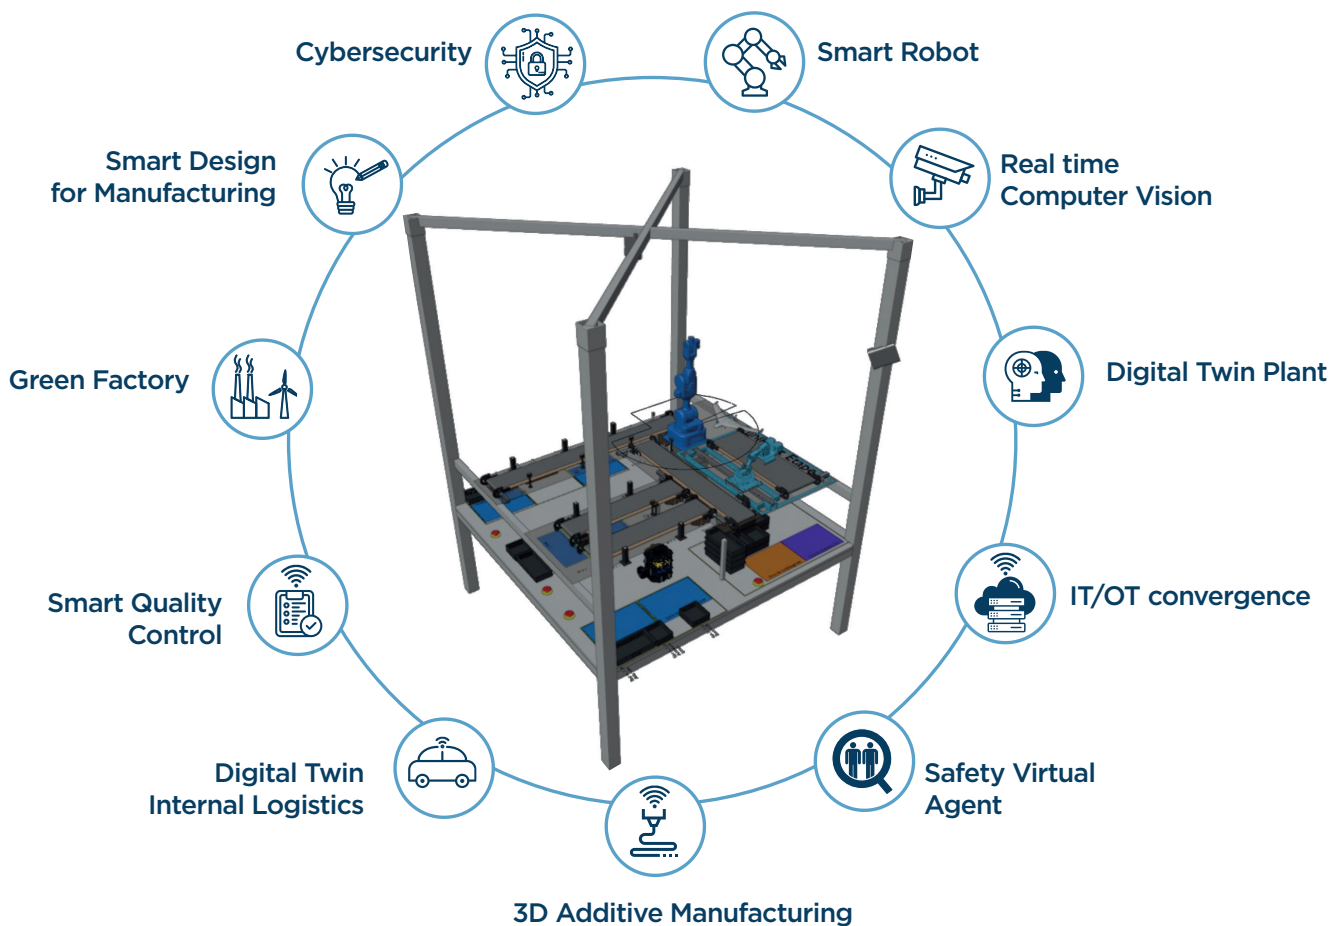 Cybersecurity
Smart Robot
Smart Design
for Manufacturing
Real time
Computer Vision
Green Factory
Digital Twin Plant
Smart Quality
Control
IT/OT convergence
Digital Twin
Internal Logistics
Safety Virtual
Agent
3D Additive Manufacturing